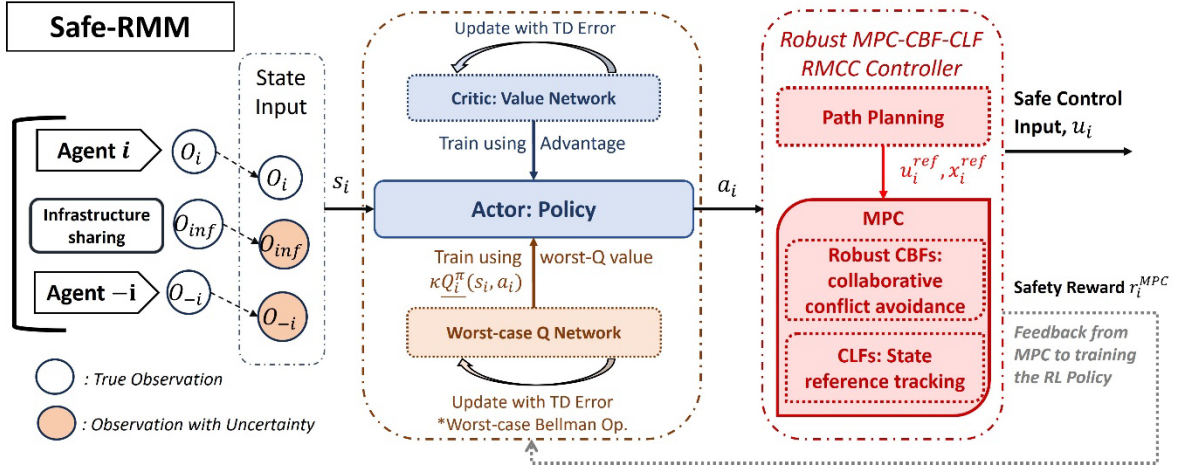 Safe-RMM
State
Input
Agent i
O_i
O_i
Infrastructure
sharing
O_{inf}
O_{inf}
Agent −i
O_{-i}
O_{-i}
: True Observation
: Observation with Uncertainty
s_i
Update with TD Error
Critic: Value Network
Train using Advantage
Actor: Policy
Train using worst-Q value
κQ_i^π(s_i, a_i)
Worst-case Q Network
Update with TD Error
*Worst-case Bellman Op.
a_i
Robust MPC-CBF-CLF
RMCC Controller
Path Planning
u_i^{ref}, x_i^{ref}
MPC
Robust CBFs:
collaborative
conflict avoidance
CLFs: State
reference tracking
Safe Control
Input, u_i
Safety Reward r_i^{MPC}
Feedback from
MPC to training
the RL Policy